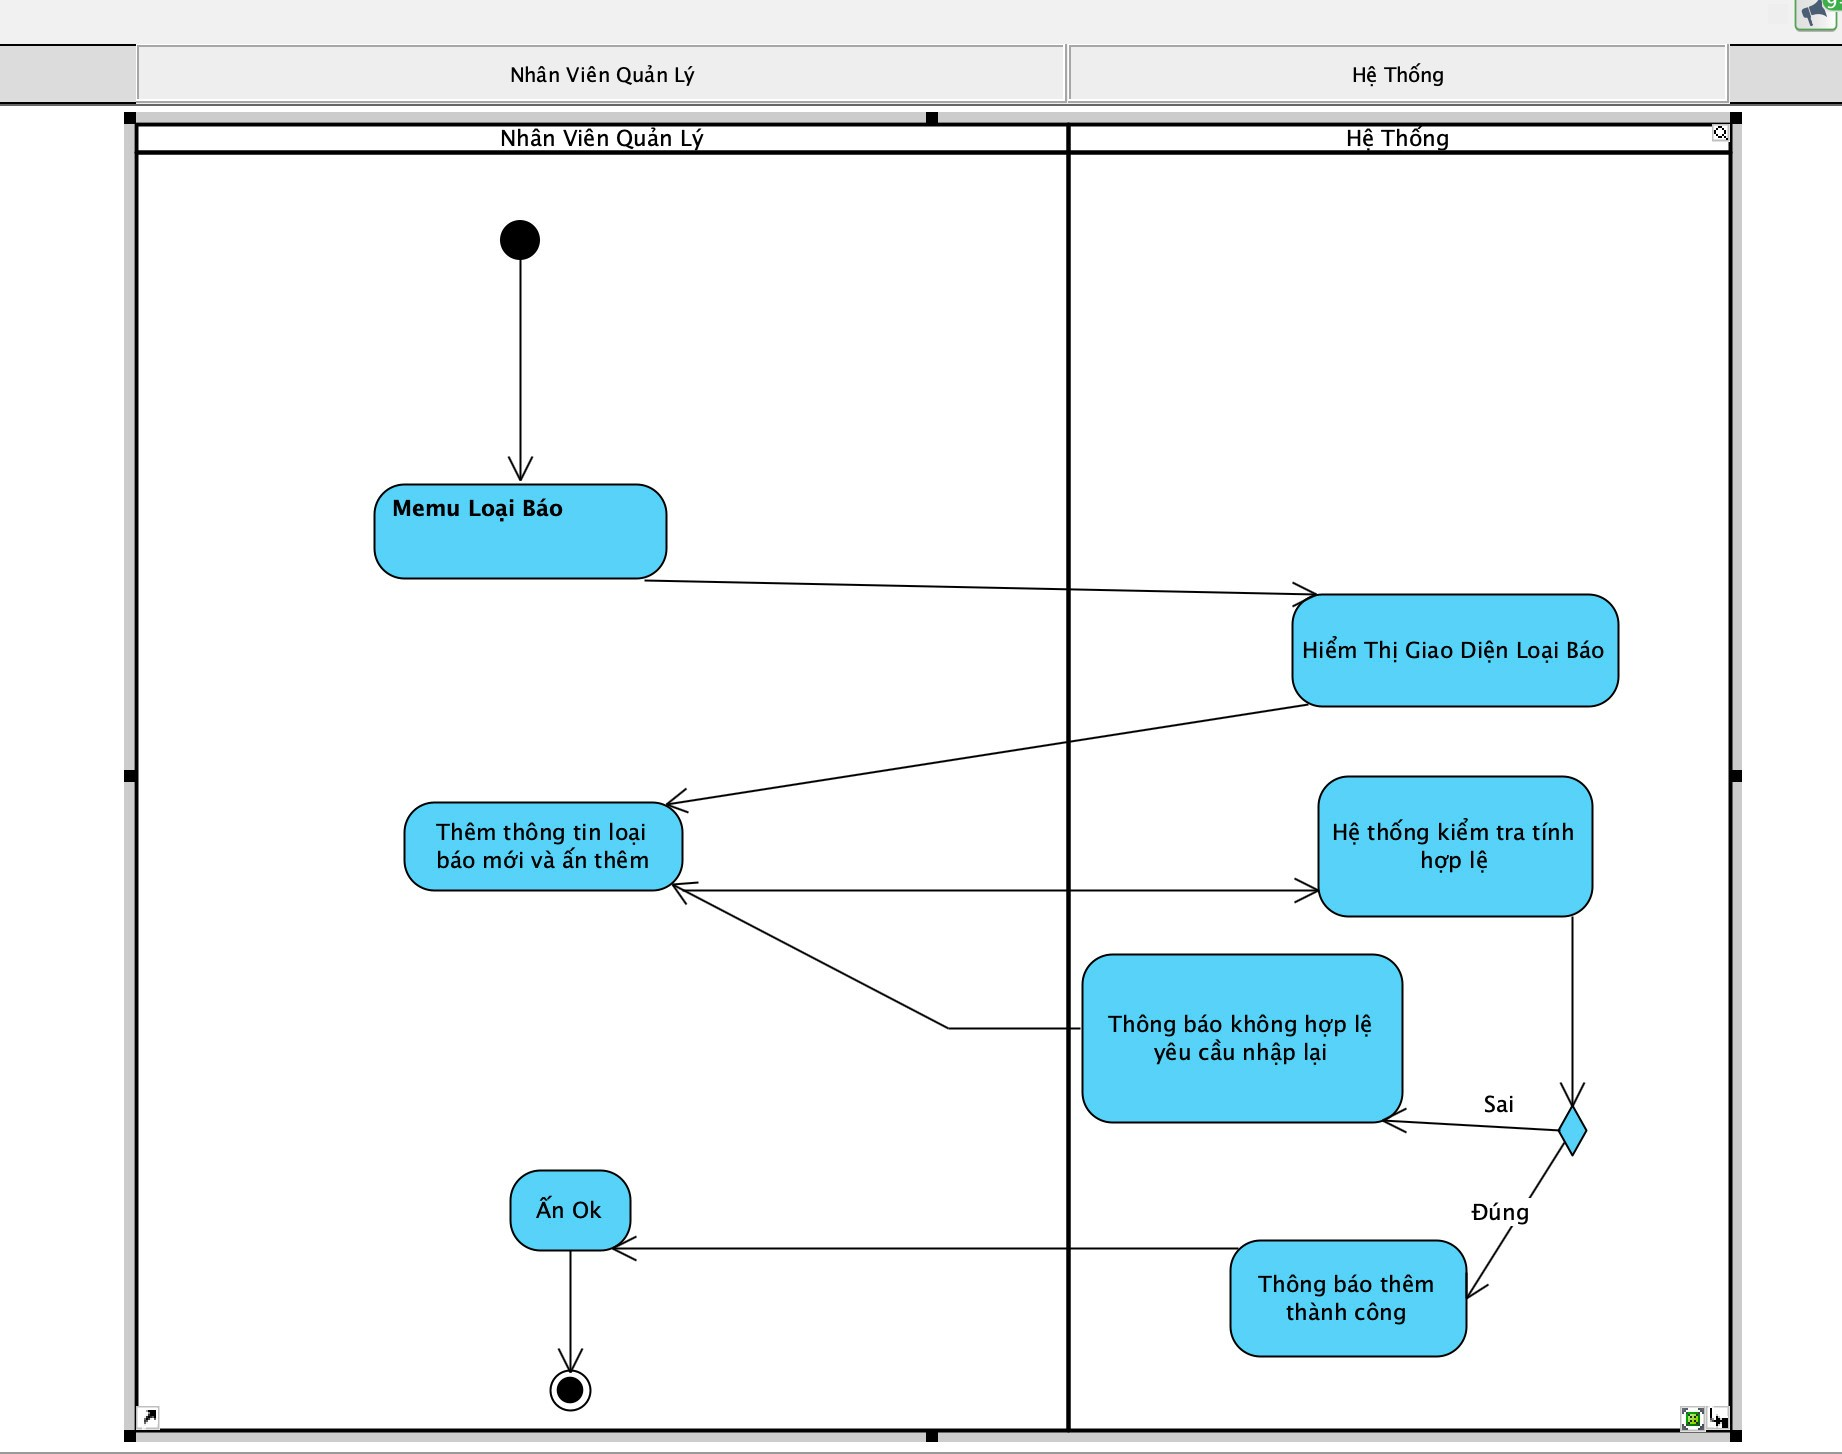 Nhân Viên Quản Lý
Hệ Thống
Nhân Viên Quản Lý
Hệ Thống
Memu Loại Báo
Hiểm Thị Giao Diện Loại Báo
Thêm thông tin loại
báo mới và ấn thêm
Hệ thống kiểm tra tính
hợp lệ
Thông báo không hợp lệ
yêu cầu nhập lại
Sai
Đúng
Ấn Ok
Thông báo thêm
thành công